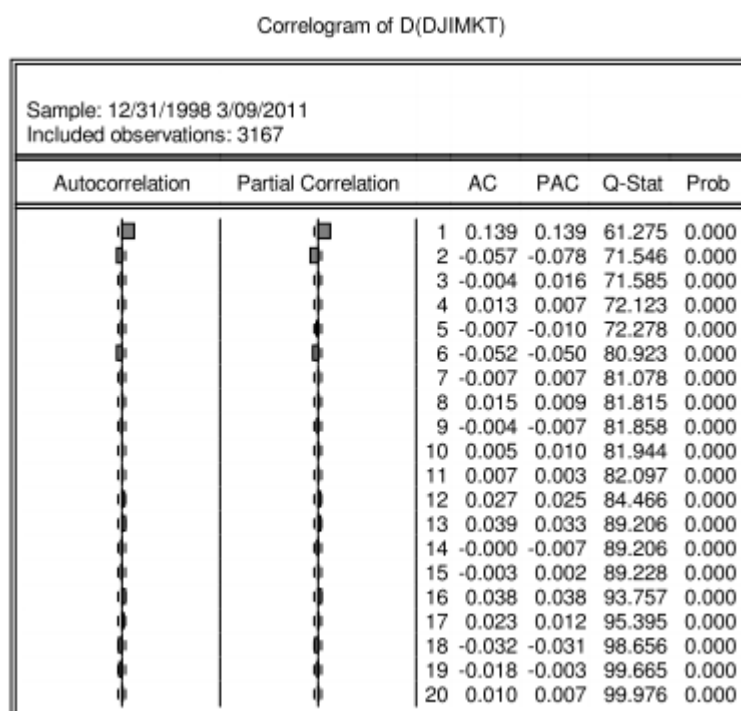 Correlogram of D(DJIMKT)
Sample: 12/31/1998 3/09/2011
Included observations: 3167
Autocorrelation Partial Correlation AC PAC Q-Stat Prob
1 0.139 0.139 61.275 0.000
2 -0.057 -0.078 71.546 0.000
3 -0.004 0.016 71.585 0.000
4 0.013 0.007 72.123 0.000
5 -0.007 -0.010 72.278 0.000
6 -0.052 -0.050 80.923 0.000
7 -0.007 0.007 81.078 0.000
8 0.015 0.009 81.815 0.000
9 -0.004 -0.007 81.858 0.000
10 0.005 0.010 81.944 0.000
11 0.007 0.003 82.097 0.000
12 0.027 0.025 84.466 0.000
13 0.039 0.033 89.206 0.000
14 -0.000 -0.007 89.206 0.000
15 -0.003 0.002 89.228 0.000
16 0.038 0.038 93.757 0.000
17 0.023 0.012 95.395 0.000
18 -0.032 -0.031 98.656 0.000
19 -0.018 -0.003 99.665 0.000
20 0.010 0.007 99.976 0.000